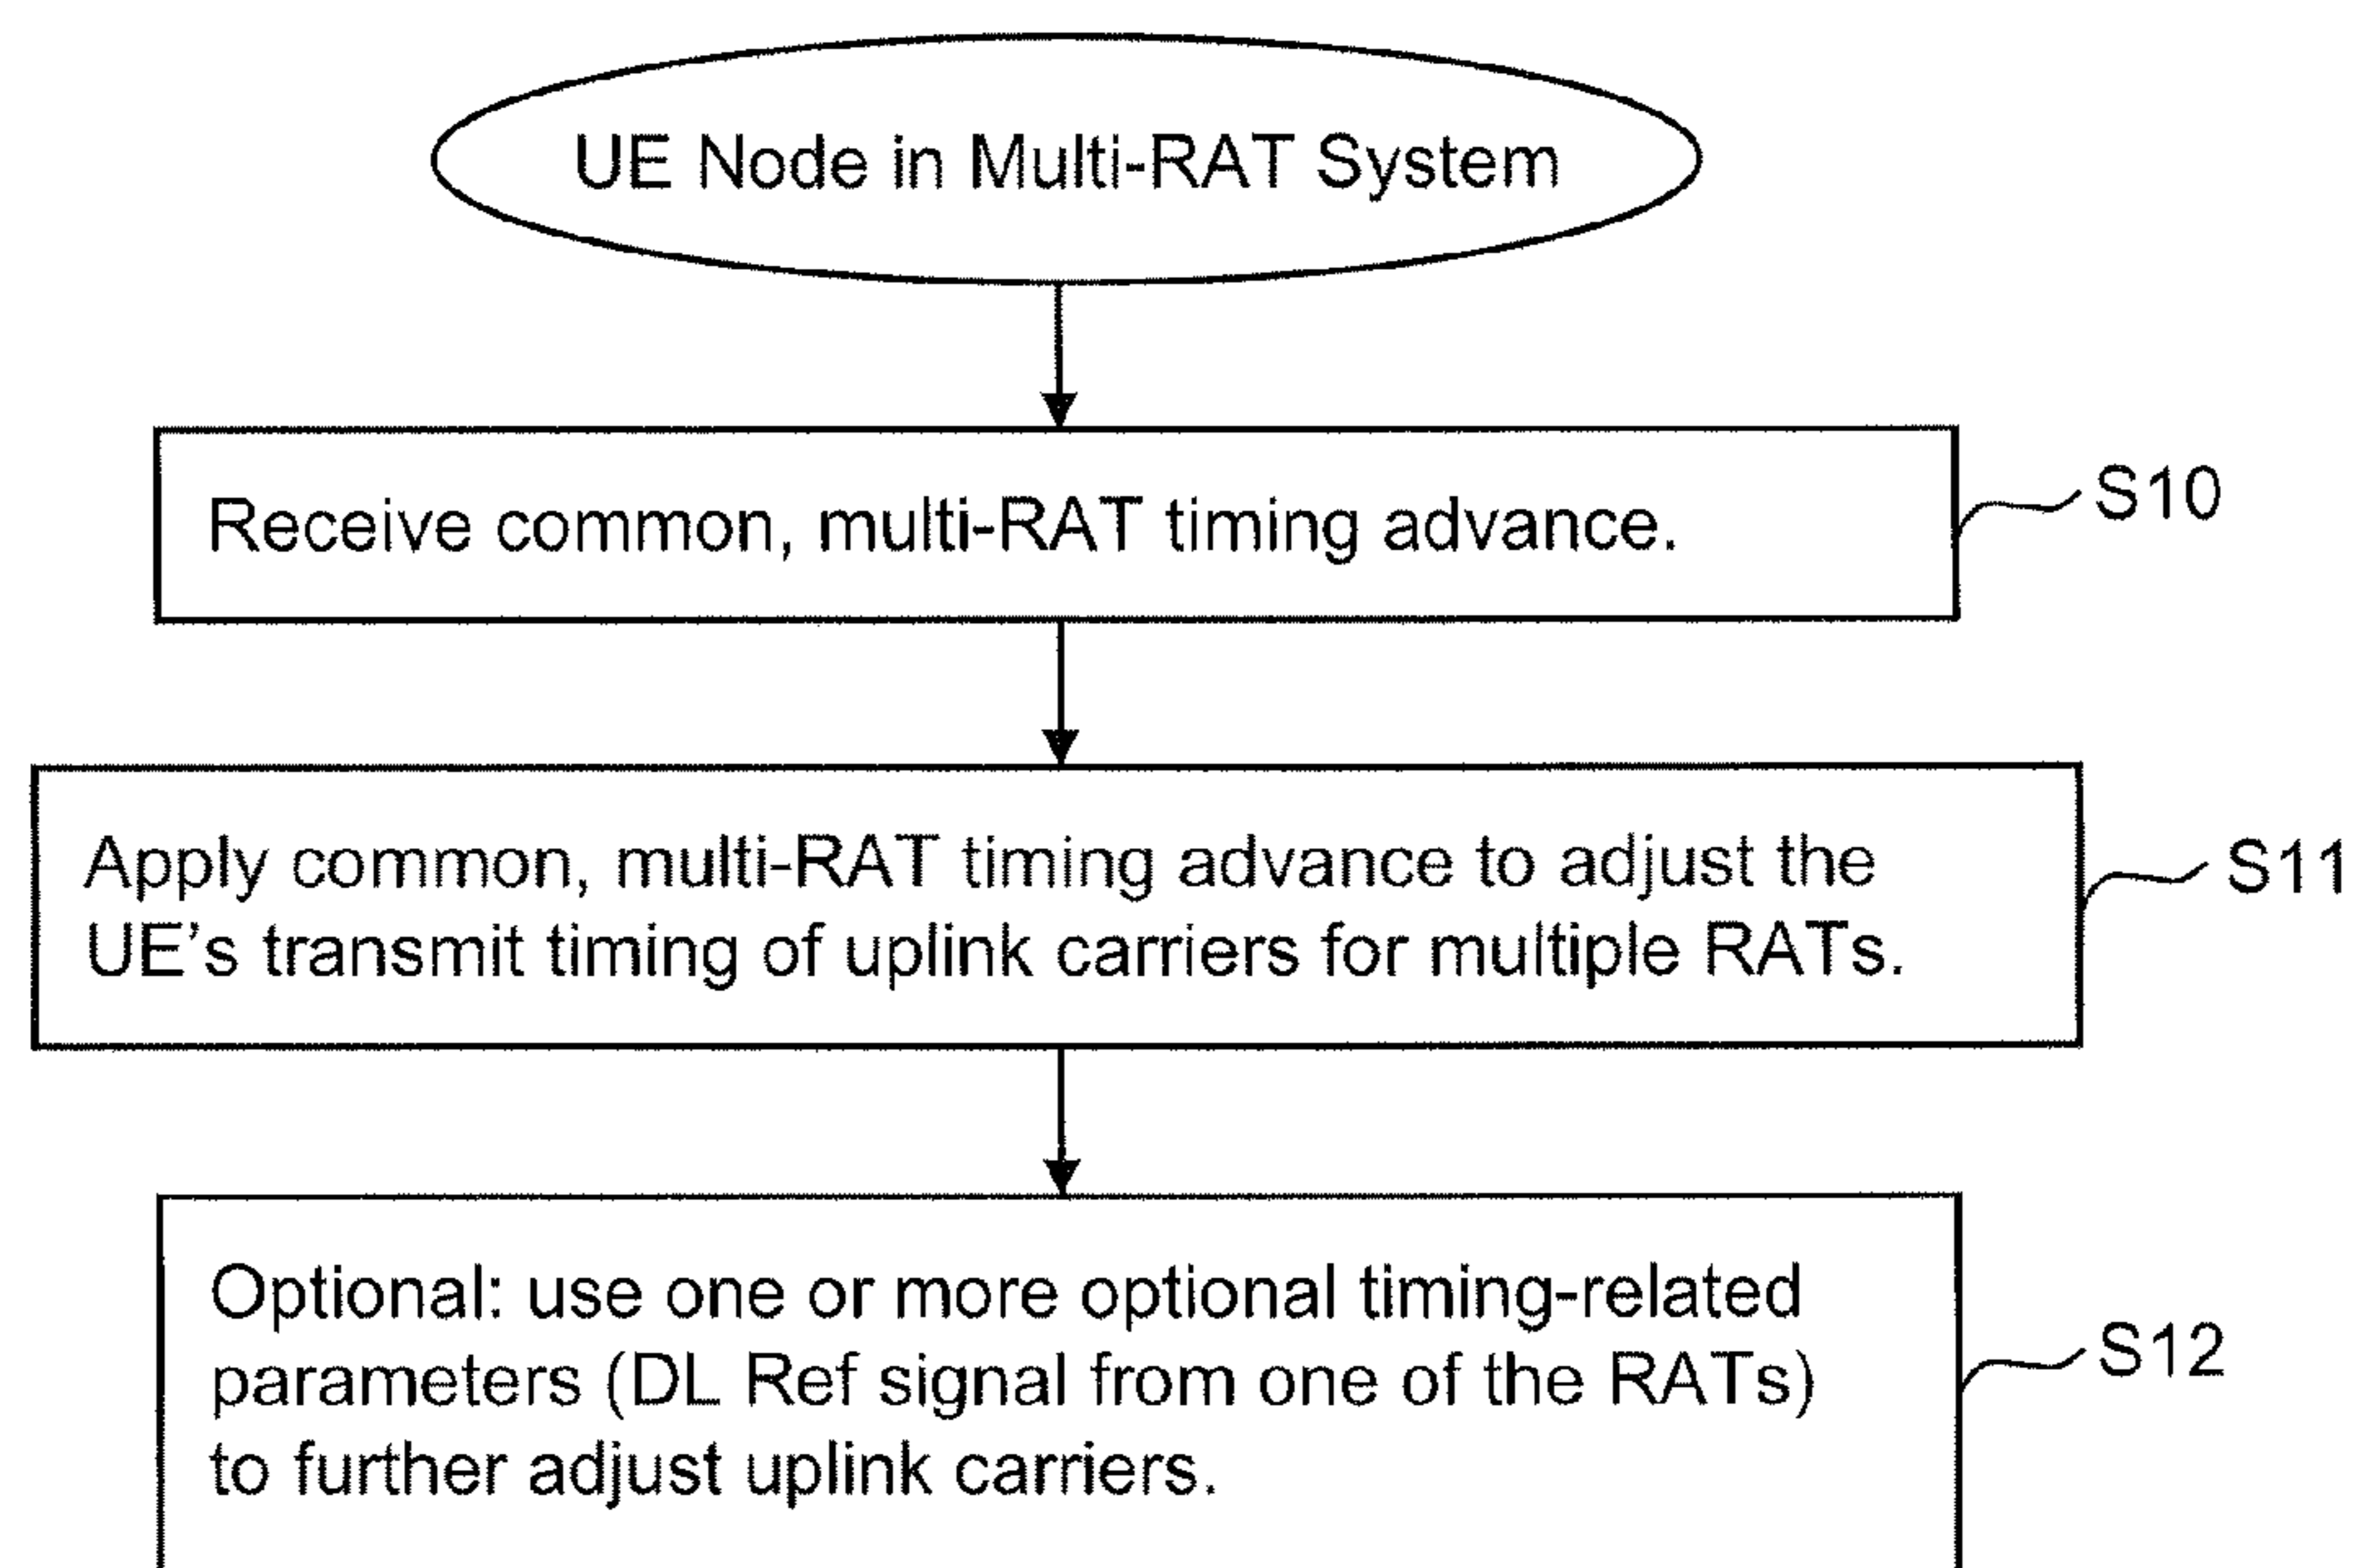 UE Node in Multi-RAT System
Receive common, multi-RAT timing advance.
S10
Apply common, multi-RAT timing advance to adjust the
UE's transmit timing of uplink carriers for multiple RATs.
S11
Optional: use one or more optional timing-related
parameters (DL Ref signal from one of the RATs)
to further adjust uplink carriers.
S12